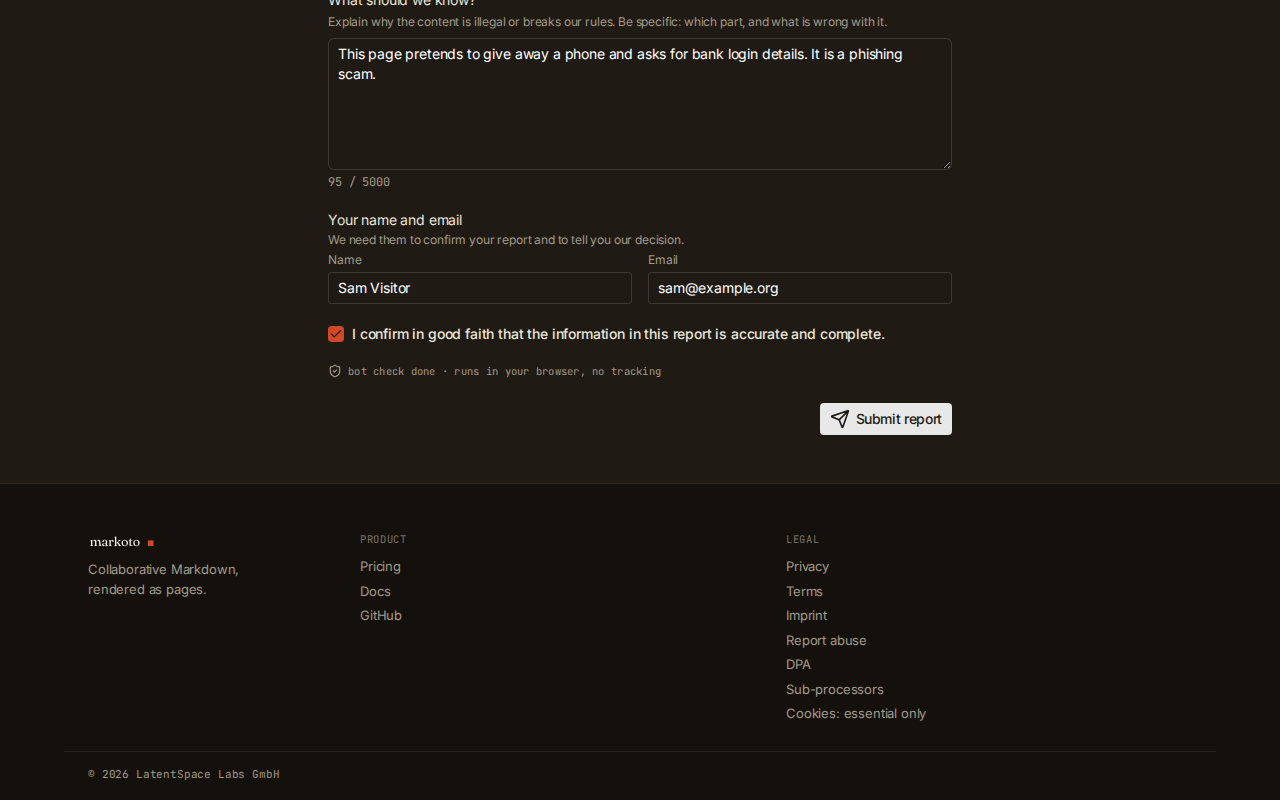 What should we know?
Explain why the content is illegal or breaks our rules. Be specific: which part, and what is wrong with it.
This page pretends to give away a phone and asks for bank login details. It is a phishing
scam.
95 / 5000
Your name and email
We need them to confirm your report and to tell you our decision.
Name
Email
Sam Visitor
sam@example.org
I confirm in good faith that the information in this report is accurate and complete.
bot check done · runs in your browser, no tracking
Submit report
markoto
Collaborative Markdown,
rendered as pages.
PRODUCT
Pricing
Docs
GitHub
LEGAL
Privacy
Terms
Imprint
Report abuse
DPA
Sub-processors
Cookies: essential only
© 2026 LatentSpace Labs GmbH